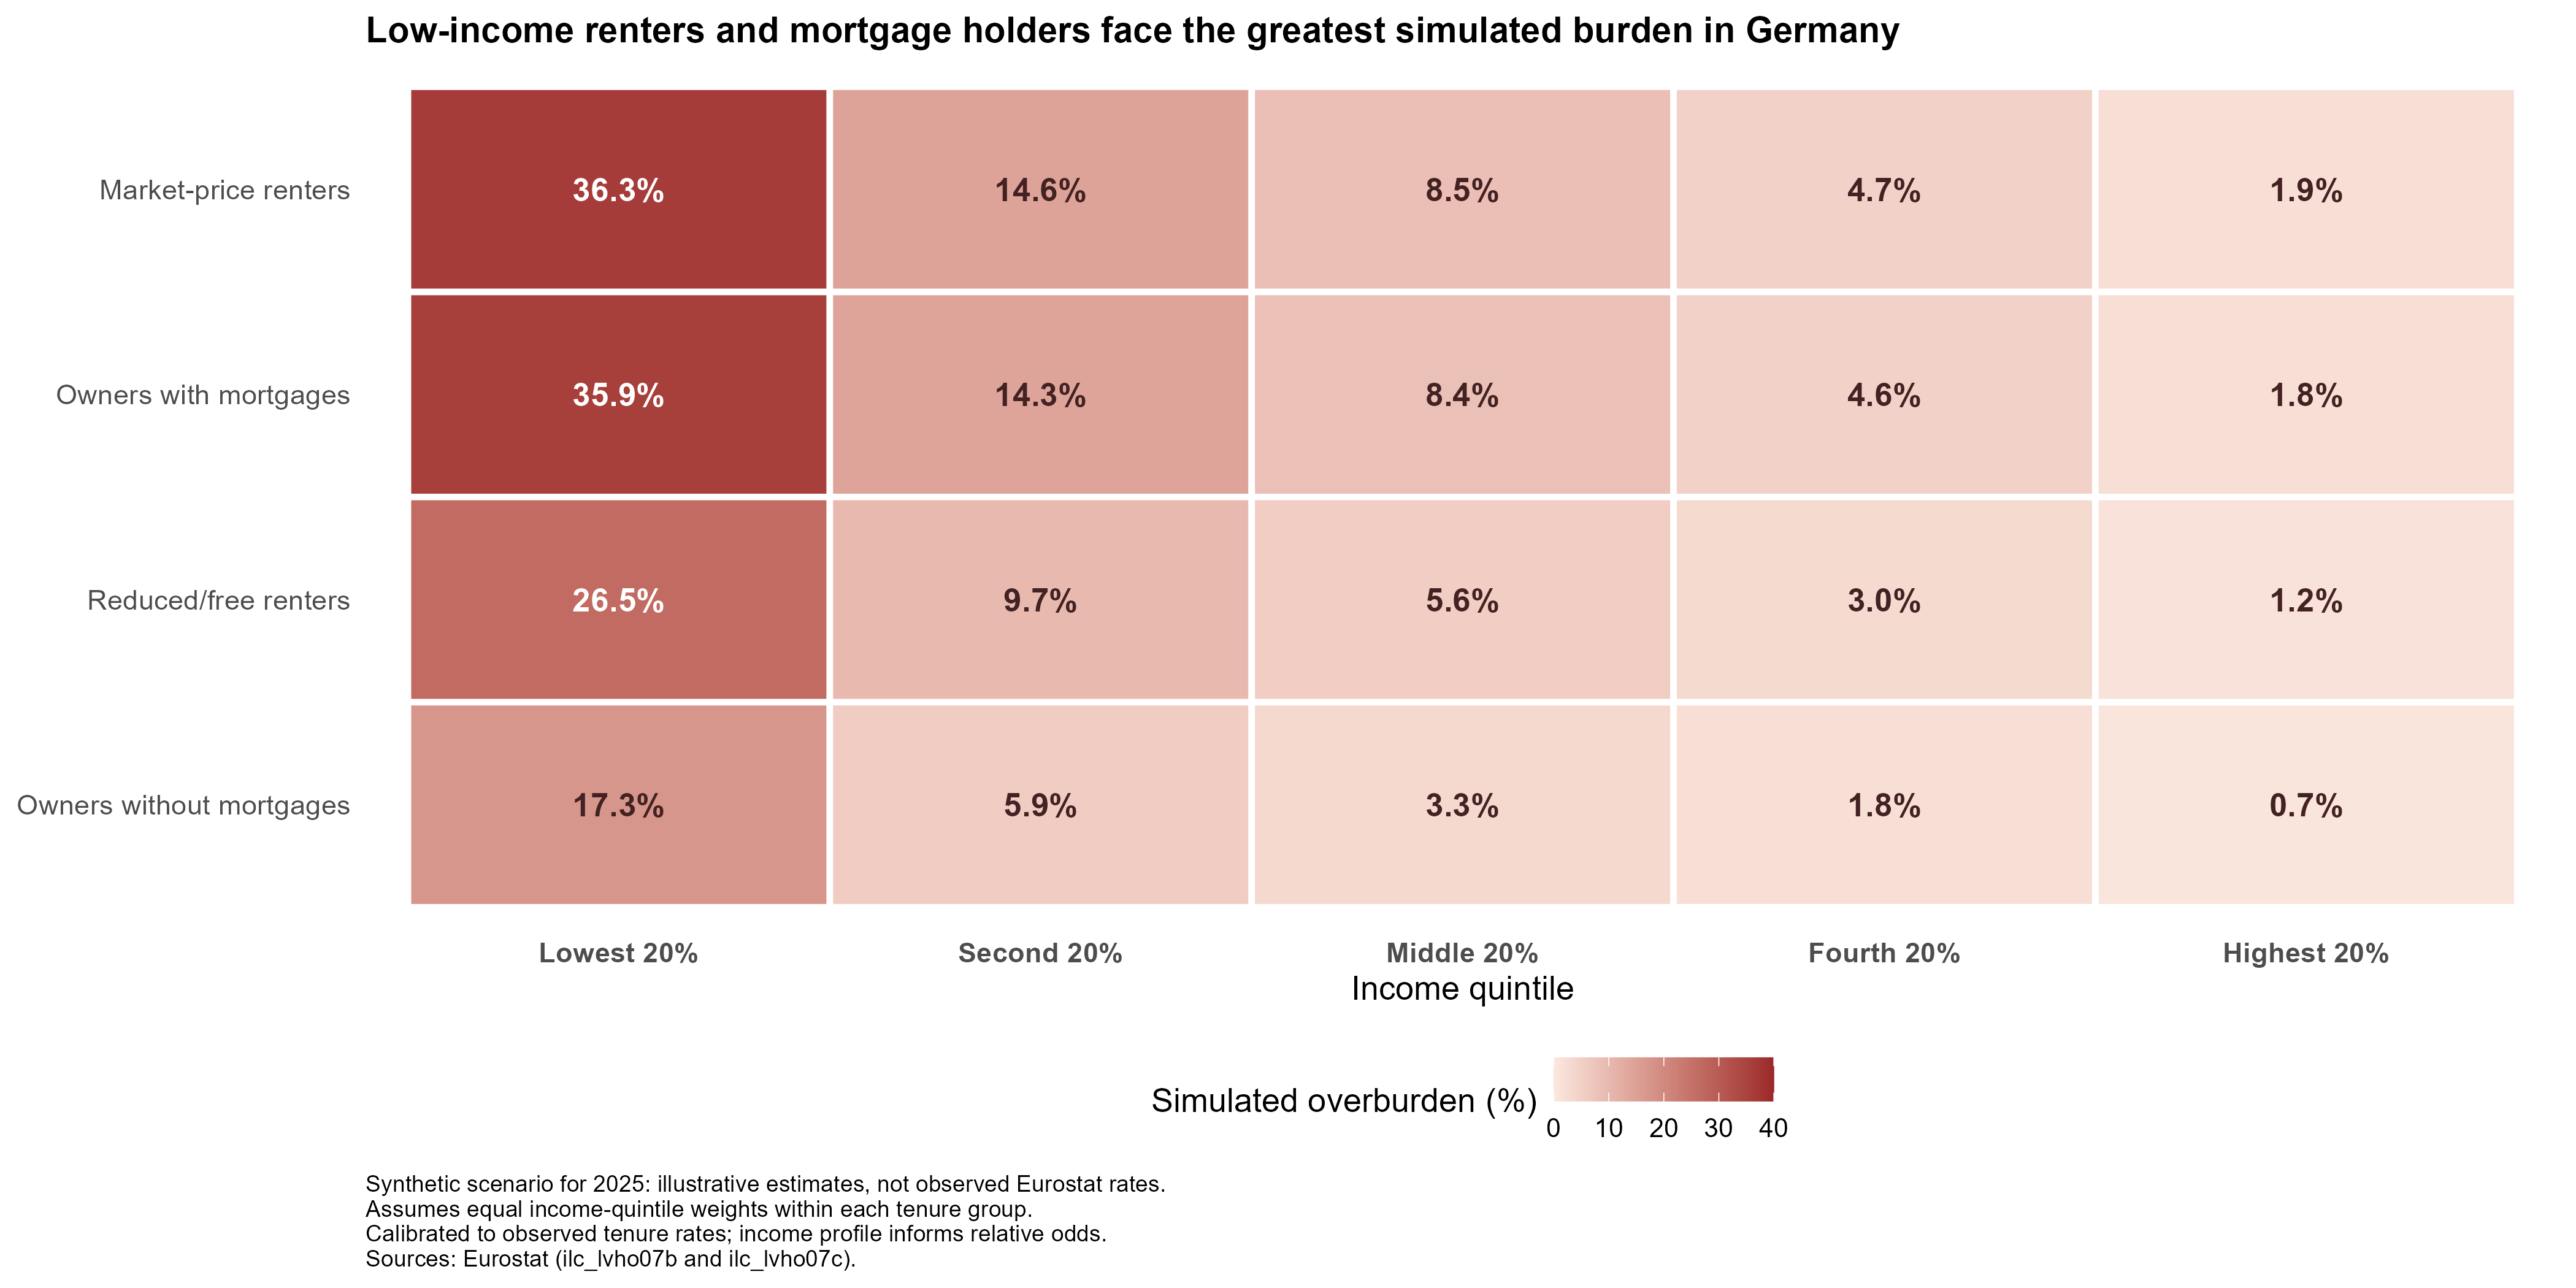 Low-income renters and mortgage holders face the greatest simulated burden in Germany
Market-price renters 36.3% 14.6% 8.5% 4.7% 1.9%
Owners with mortgages 35.9% 14.3% 8.4% 4.6% 1.8%
Reduced/free renters 26.5% 9.7% 5.6% 3.0% 1.2%
Owners without mortgages 17.3% 5.9% 3.3% 1.8% 0.7%
Lowest 20% Second 20% Middle 20% Fourth 20% Highest 20%
Income quintile
Simulated overburden (%)
0 10 20 30 40
Synthetic scenario for 2025: illustrative estimates, not observed Eurostat rates.
Assumes equal income-quintile weights within each tenure group.
Calibrated to observed tenure rates; income profile informs relative odds.
Sources: Eurostat (ilc_lvho07b and ilc_lvho07c).